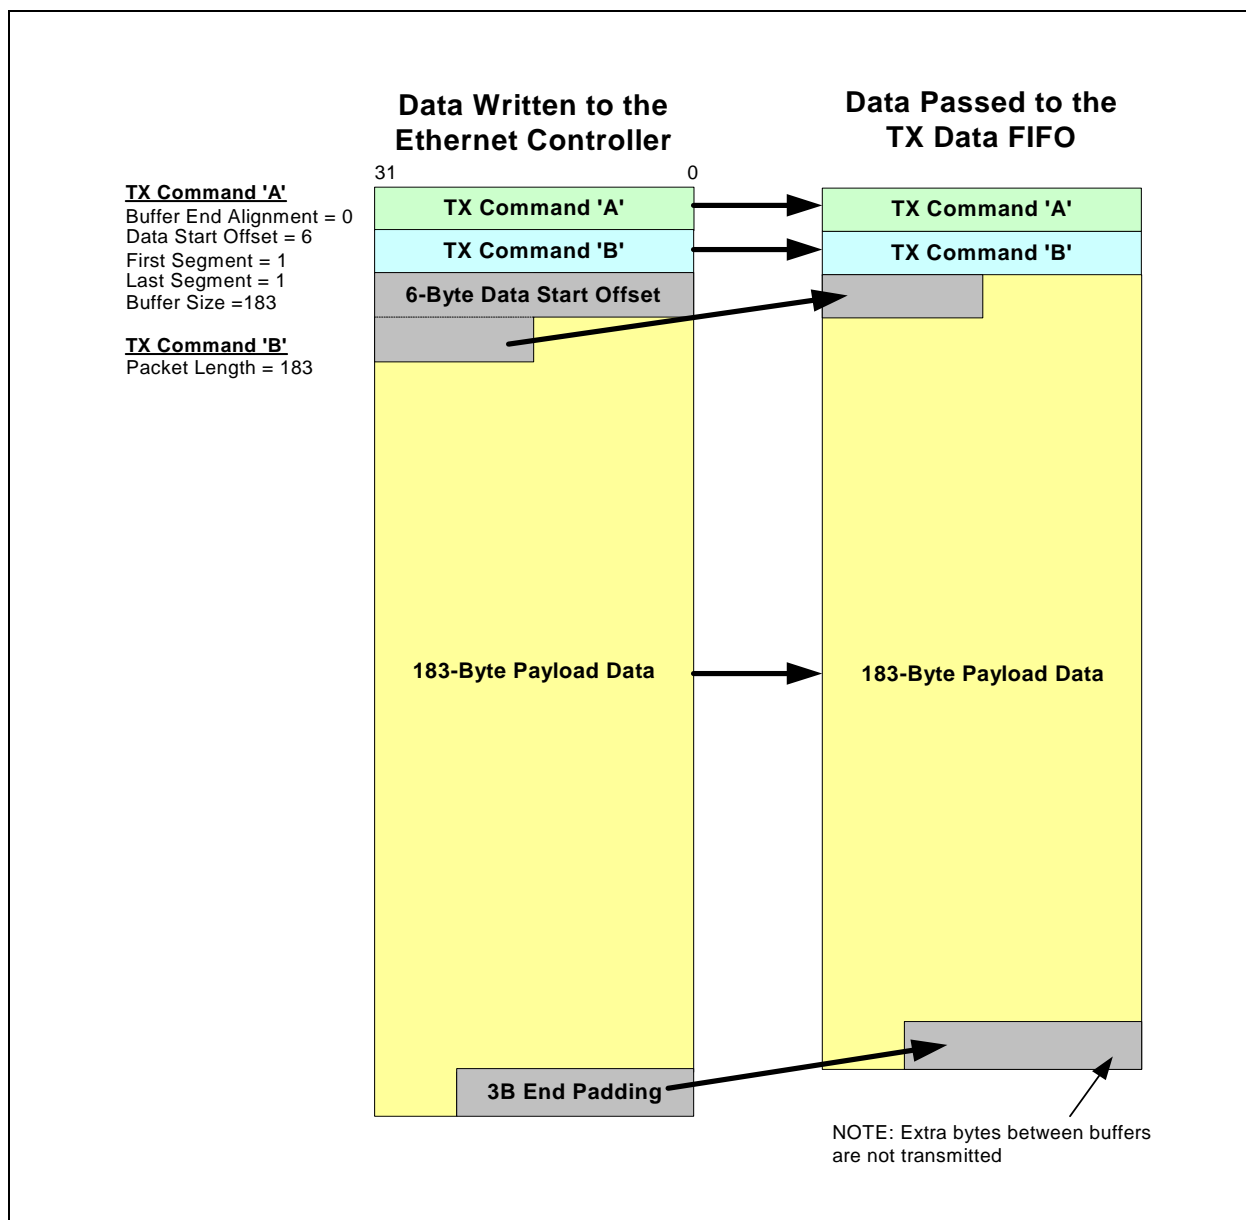 Data Written to the
Ethernet Controller
Data Passed to the
TX Data FIFO
31
0
TX Command 'A'
Buffer End Alignment = 0
Data Start Offset = 6
First Segment = 1
Last Segment = 1
Buffer Size =183
TX Command 'B'
Packet Length = 183
TX Command 'A'
TX Command 'B'
6-Byte Data Start Offset
183-Byte Payload Data
3B End Padding
TX Command 'A'
TX Command 'B'
183-Byte Payload Data
NOTE: Extra bytes between buffers
are not transmitted